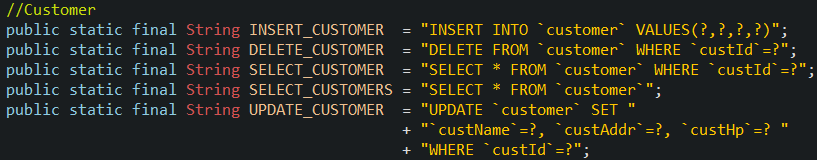 //Customer
public static final String INSERT_CUSTOMER  = "INSERT INTO `customer` VALUES(?,?,?,?)";
public static final String DELETE_CUSTOMER  = "DELETE FROM `customer` WHERE `custId`=?";
public static final String SELECT_CUSTOMER  = "SELECT * FROM `customer` WHERE `custId`=?";
public static final String SELECT_CUSTOMERS = "SELECT * FROM `customer`";
public static final String UPDATE_CUSTOMER  = "UPDATE `customer` SET "
                                            + "`custName`=?, `custAddr`=?, `custHp`=? "
                                            + "WHERE `custId`=?";